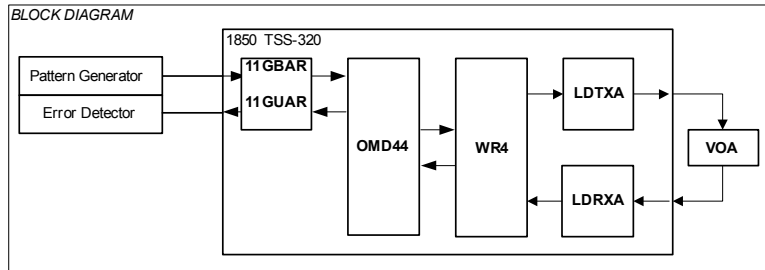 BLOCK DIAGRAM
1850 TSS-320
Pattern Generator
Error Detector
11GBAR
11GUAR
OMD44
WR4
LDTXA
LDRXA
VOA